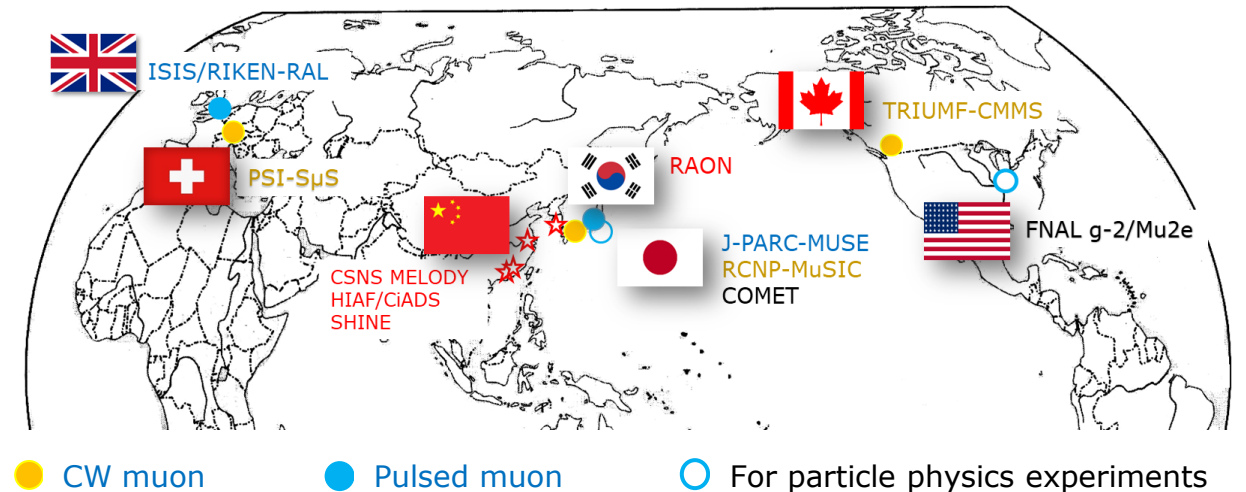 ISIS/RIKEN-RAL
TRIUMF-CMMS
RAON
PSI-SμS
FNAL g-2/Mu2e
J-PARC-MUSE
RCNP-MuSIC
COMET
CSNS MELODY
HIAF/CiADS
SHINE
CW muon
Pulsed muon
For particle physics experiments